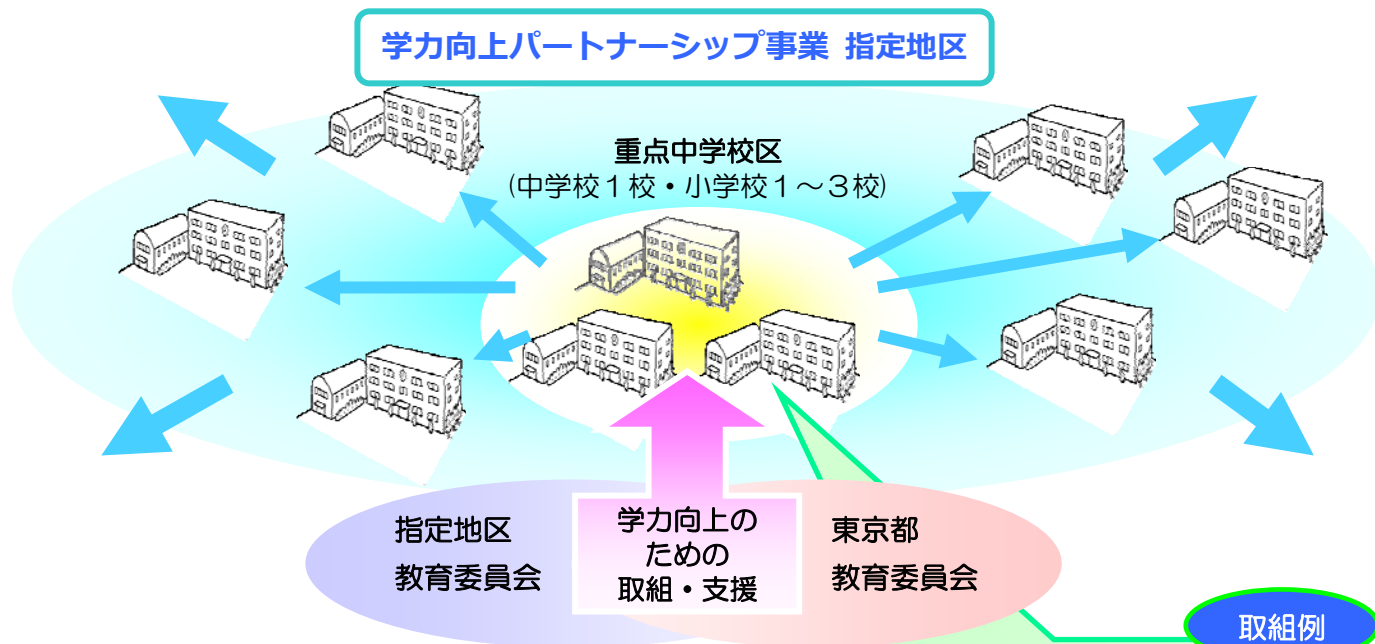 学力向上パートナーシップ事業 指定地区
重点中学校区
(中学校１校・小学校１～３校)
指定地区
教育委員会
学力向上の
ための
取組・支援
東京都
教育委員会
取組例